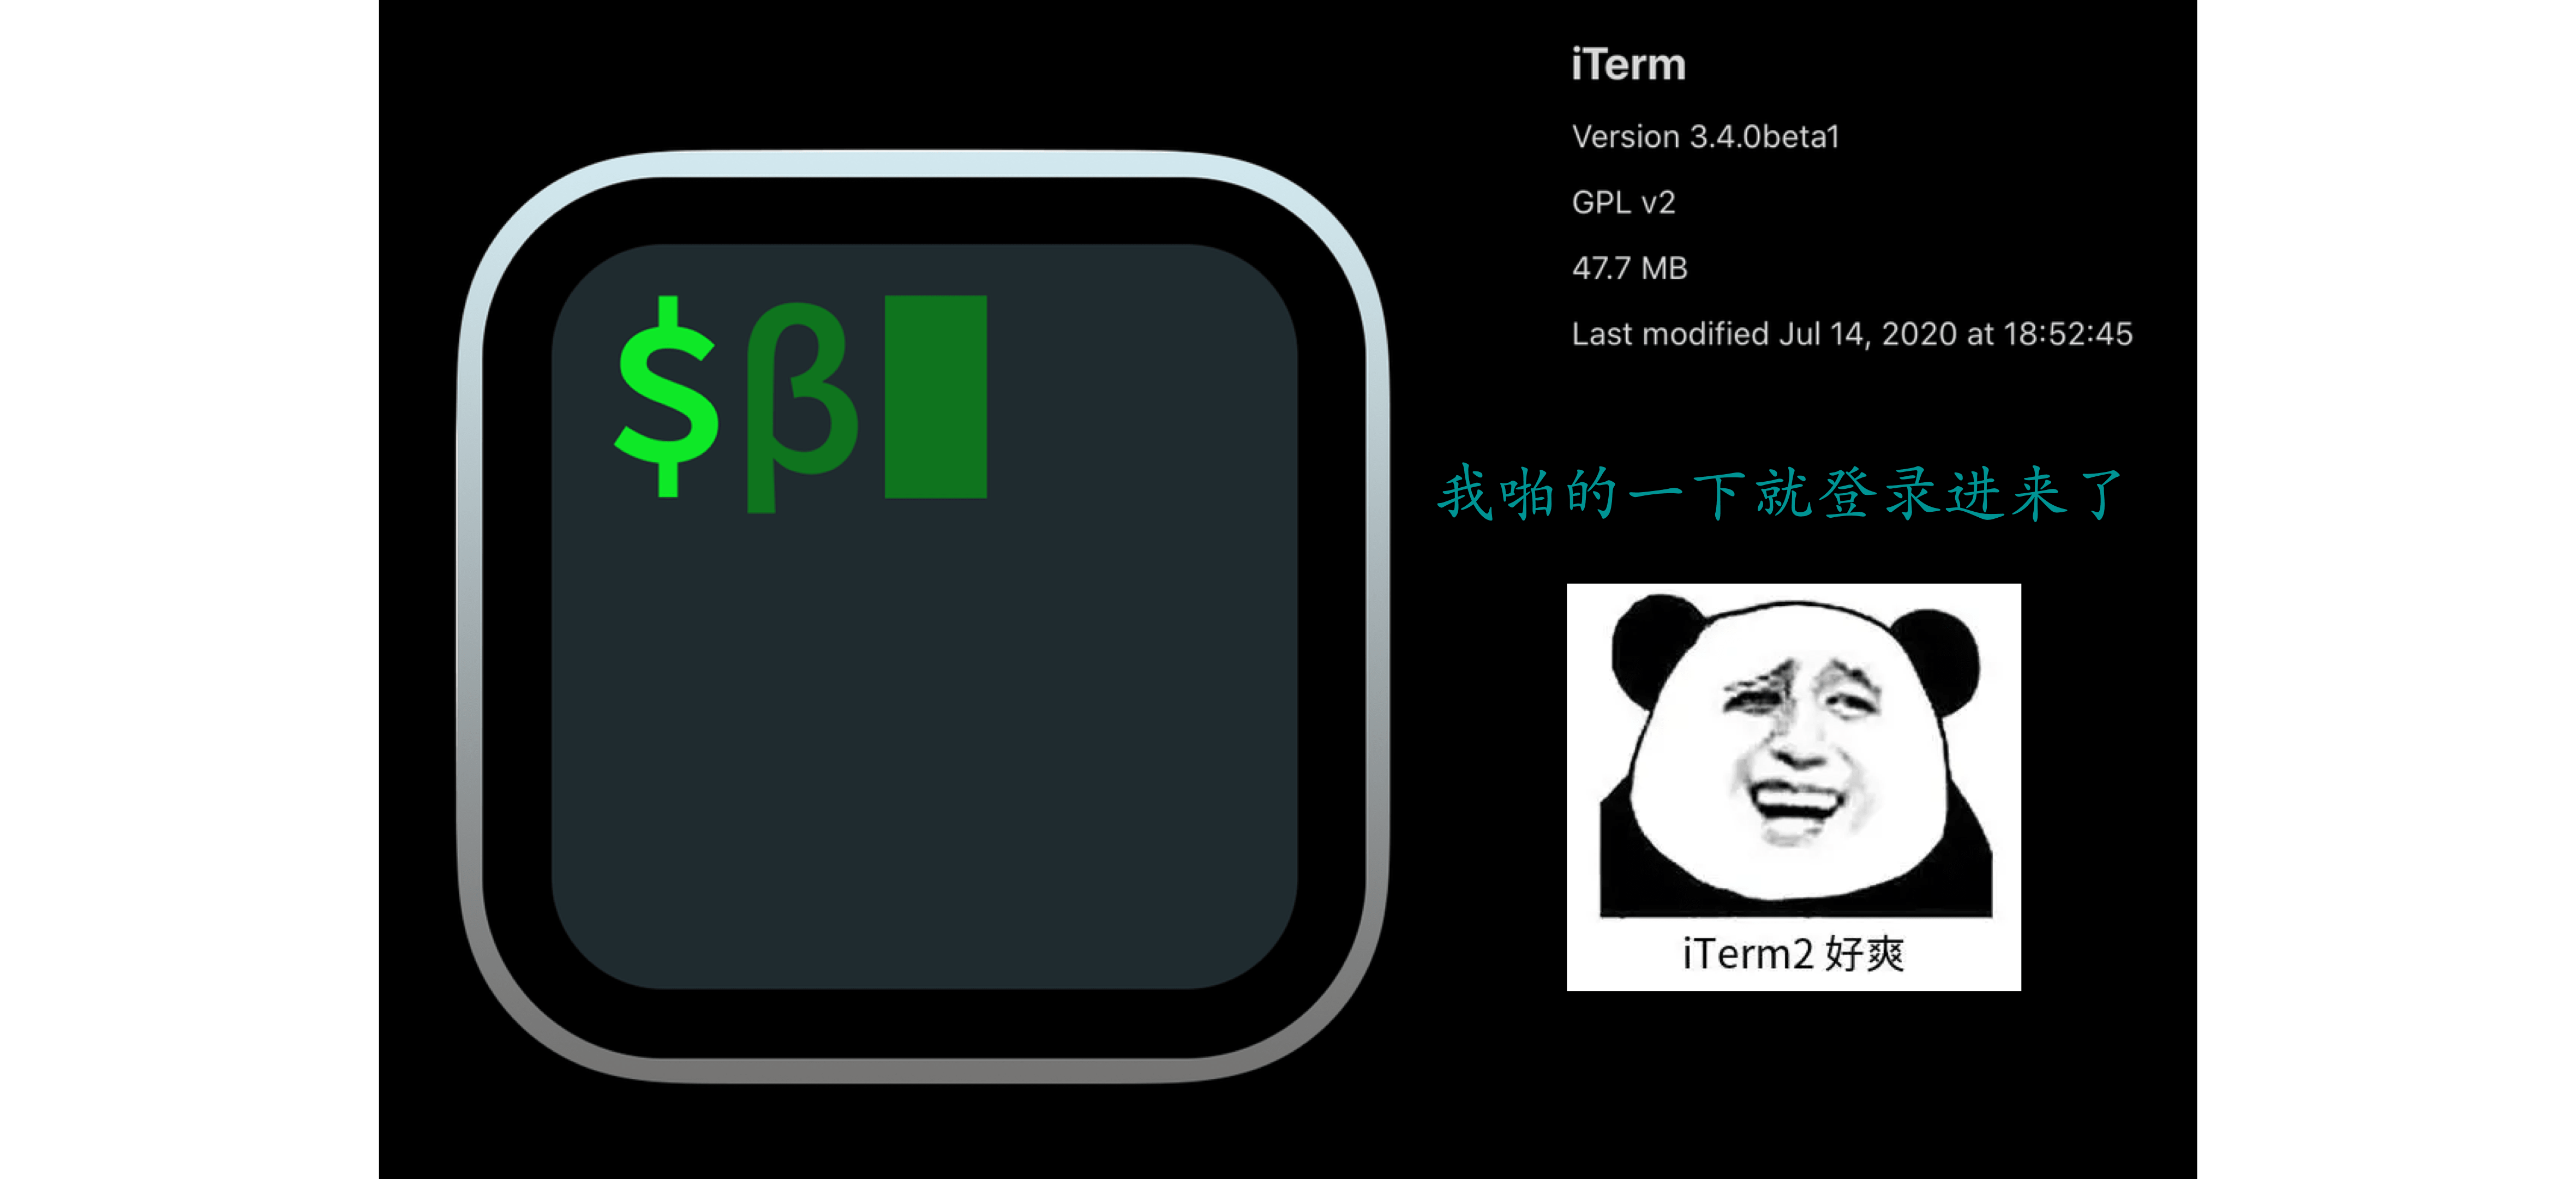 iTerm
Version 3.4.0beta1
GPL v2
47.7 MB
Last modified Jul 14, 2020 at 18:52:45
$β
我啪的一下就登录进来了
iTerm2 好爽